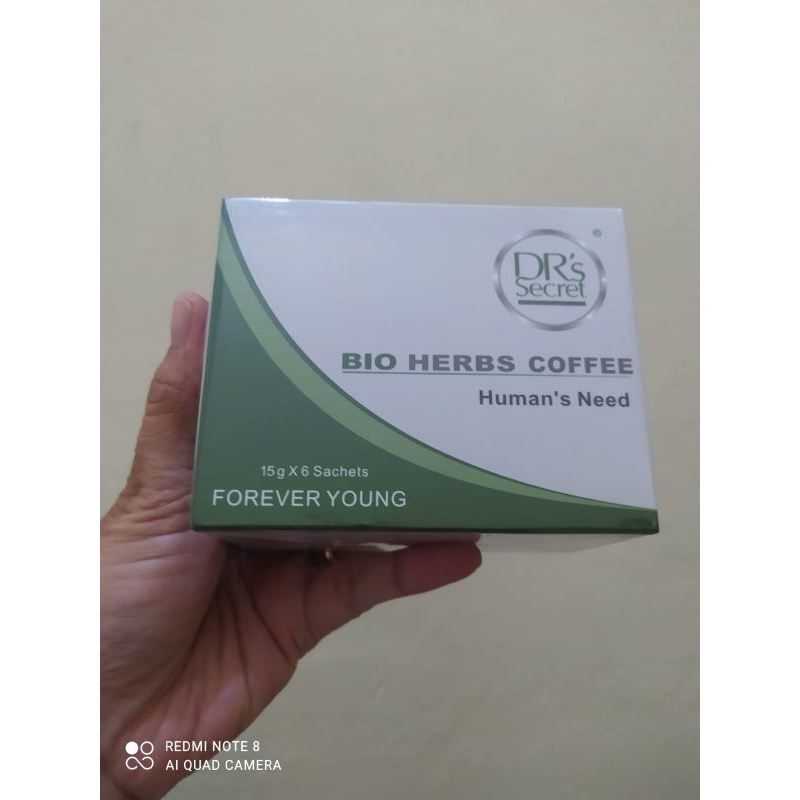 ®
DR's
Secret
BIO HERBS COFFEE
Human's Need
15g X 6 Sachets
FOREVER YOUNG
REDMI NOTE 8
AI QUAD CAMERA